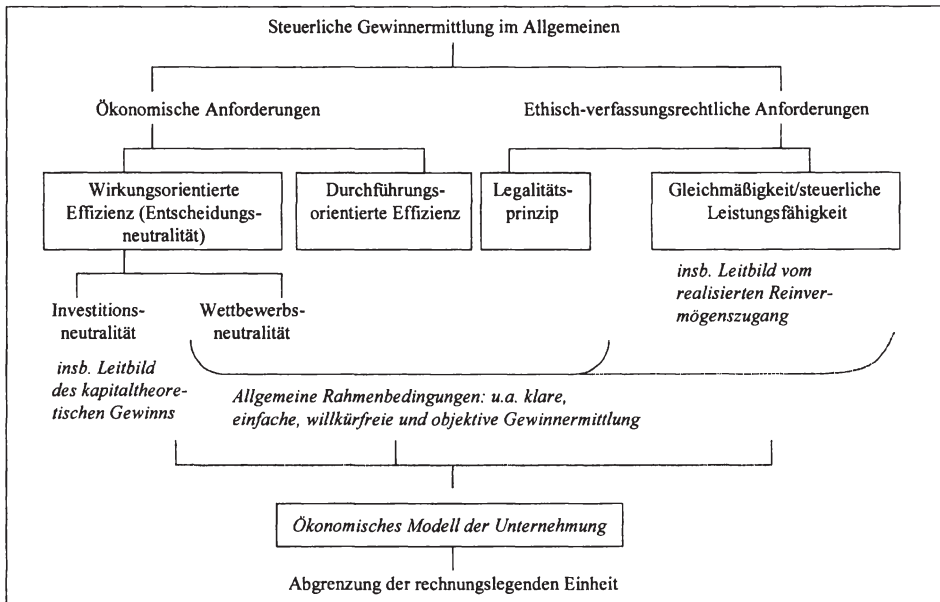 Steuerliche Gewinnermittlung im Allgemeinen
Ökonomische Anforderungen
Ethisch-verfassungsrechtliche Anforderungen
Wirkungsorientierte
Effizienz (Entscheidungs-
neutralität)
Durchführungs-
orientierte Effizienz
Legalitäts-
prinzip
Gleichmäßigkeit/steuerliche
Leistungsfähigkeit
insb. Leitbild vom
realisierten Reinver-
mögenszugang
Investitions-
neutralität
Wettbewerbs-
neutralität
insb. Leitbild
des kapitaltheore-
tischen Gewinns
Allgemeine Rahmenbedingungen: u.a. klare,
einfache, willkürfreie und objektive Gewinnermittlung
Ökonomisches Modell der Unternehmung
Abgrenzung der rechnungslegenden Einheit